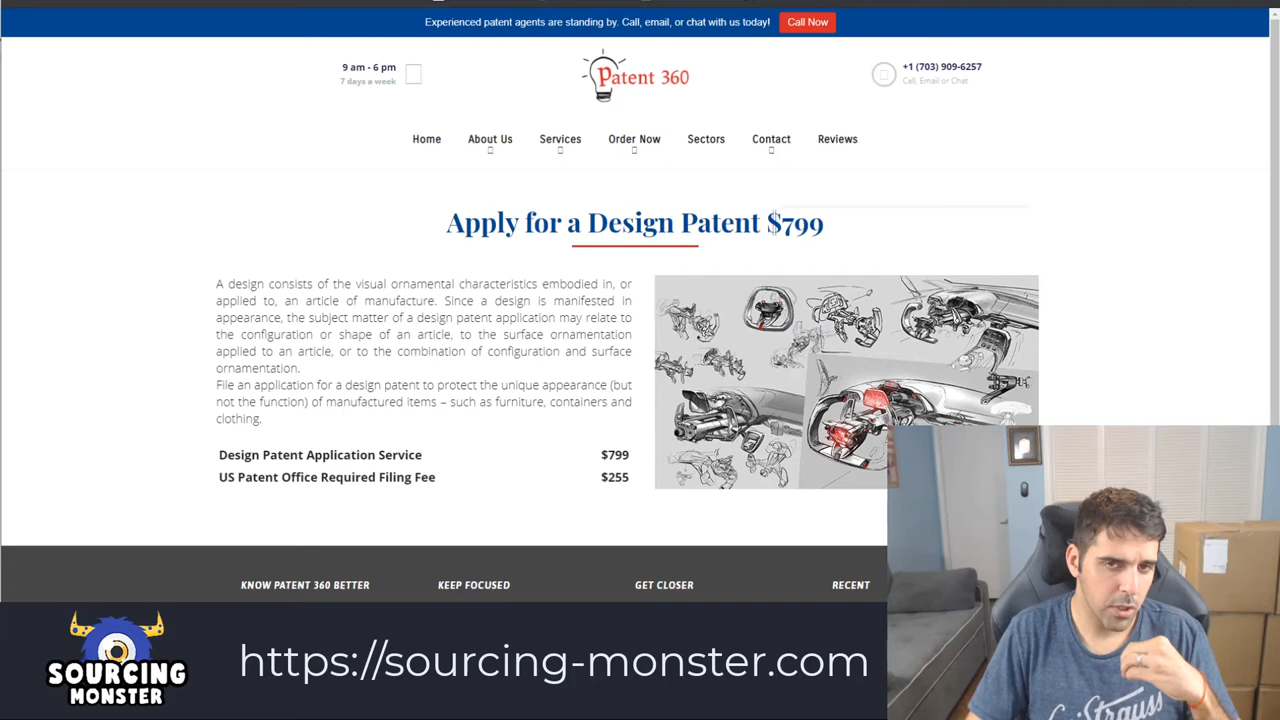 Experienced patent agents are standing by. Call, email, or chat with us today! Call Now
9 am - 6 pm
7 days a week
Patent 360
+1 (703) 909-6257
Call, Email or Chat
Home About Us Services Order Now Sectors Contact Reviews
Apply for a Design Patent $799
A design consists of the visual ornamental characteristics embodied in, or
applied to, an article of manufacture. Since a design is manifested in
appearance, the subject matter of a design patent application may relate to
the configuration or shape of an article, to the surface ornamentation
applied to an article, or to the combination of configuration and surface
ornamentation.
File an application for a design patent to protect the unique appearance (but
not the function) of manufactured items – such as furniture, containers and
clothing.
Design Patent Application Service $799
US Patent Office Required Filing Fee $255
KNOW PATENT 360 BETTER KEEP FOCUSED GET CLOSER RECENT
SOURCING
MONSTER
https://sourcing-monster.com